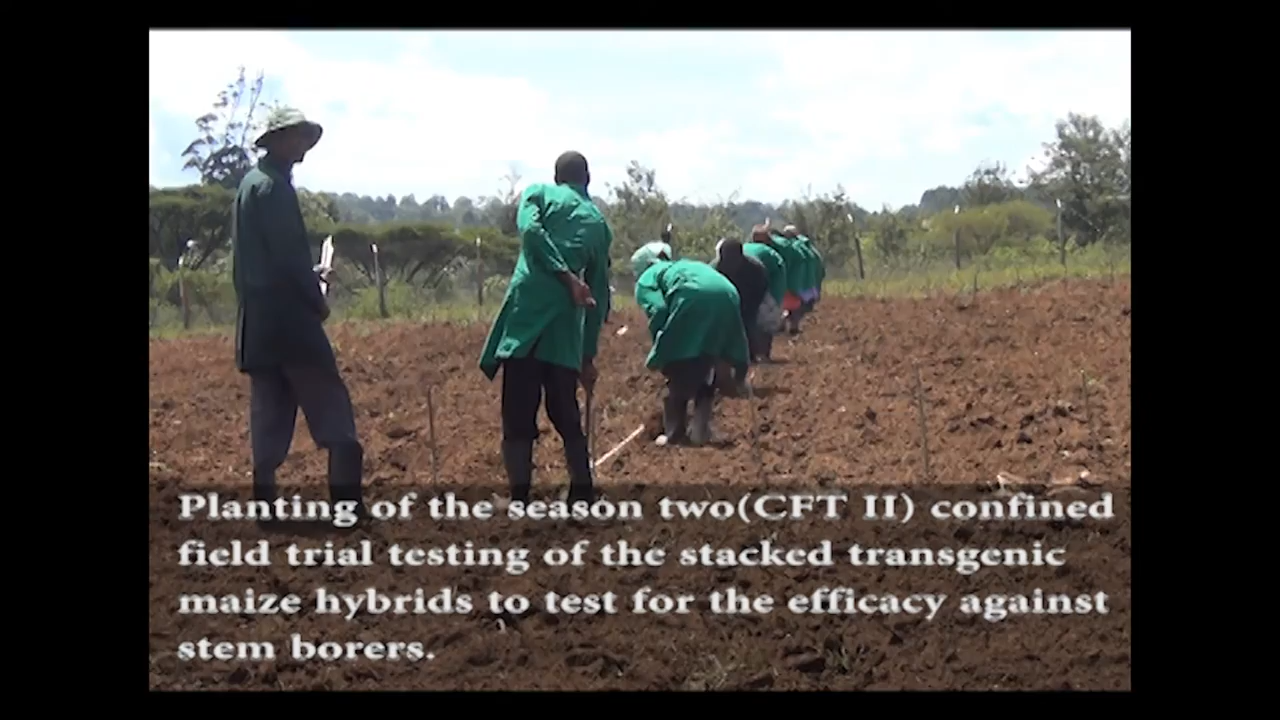 Planting of the season two(CFT II) confined
field trial testing of the stacked transgenic
maize hybrids to test for the efficacy against
stem borers.